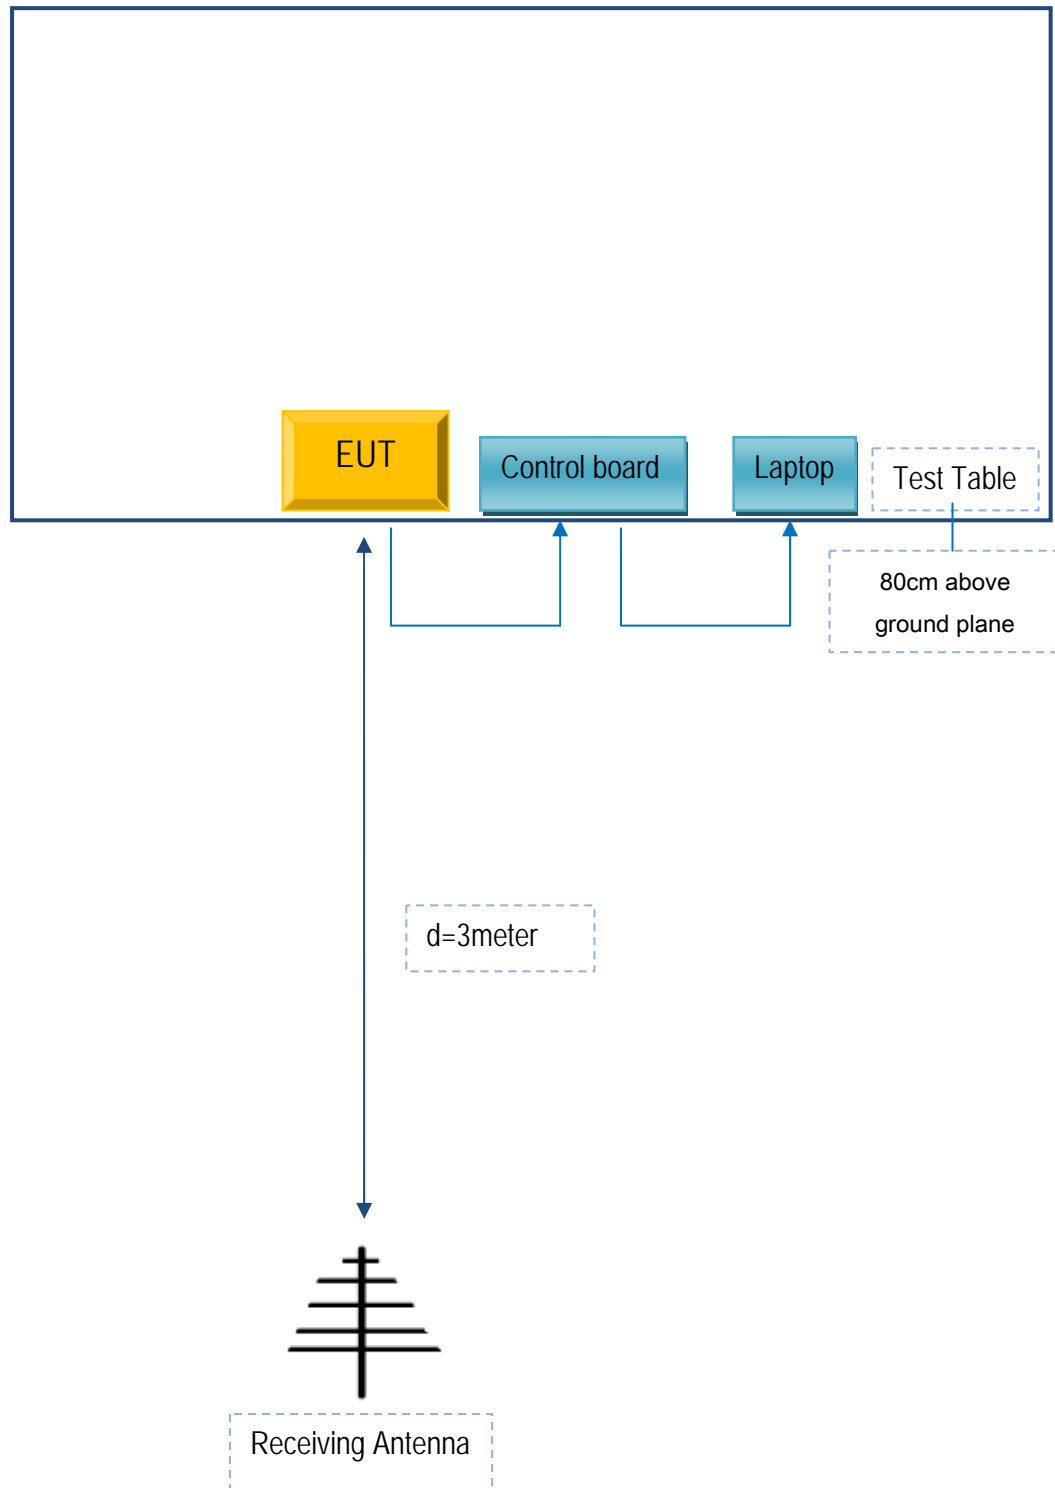 EUT
Control board
Laptop
Test Table
80cm above
ground plane
d=3meter
Receiving Antenna